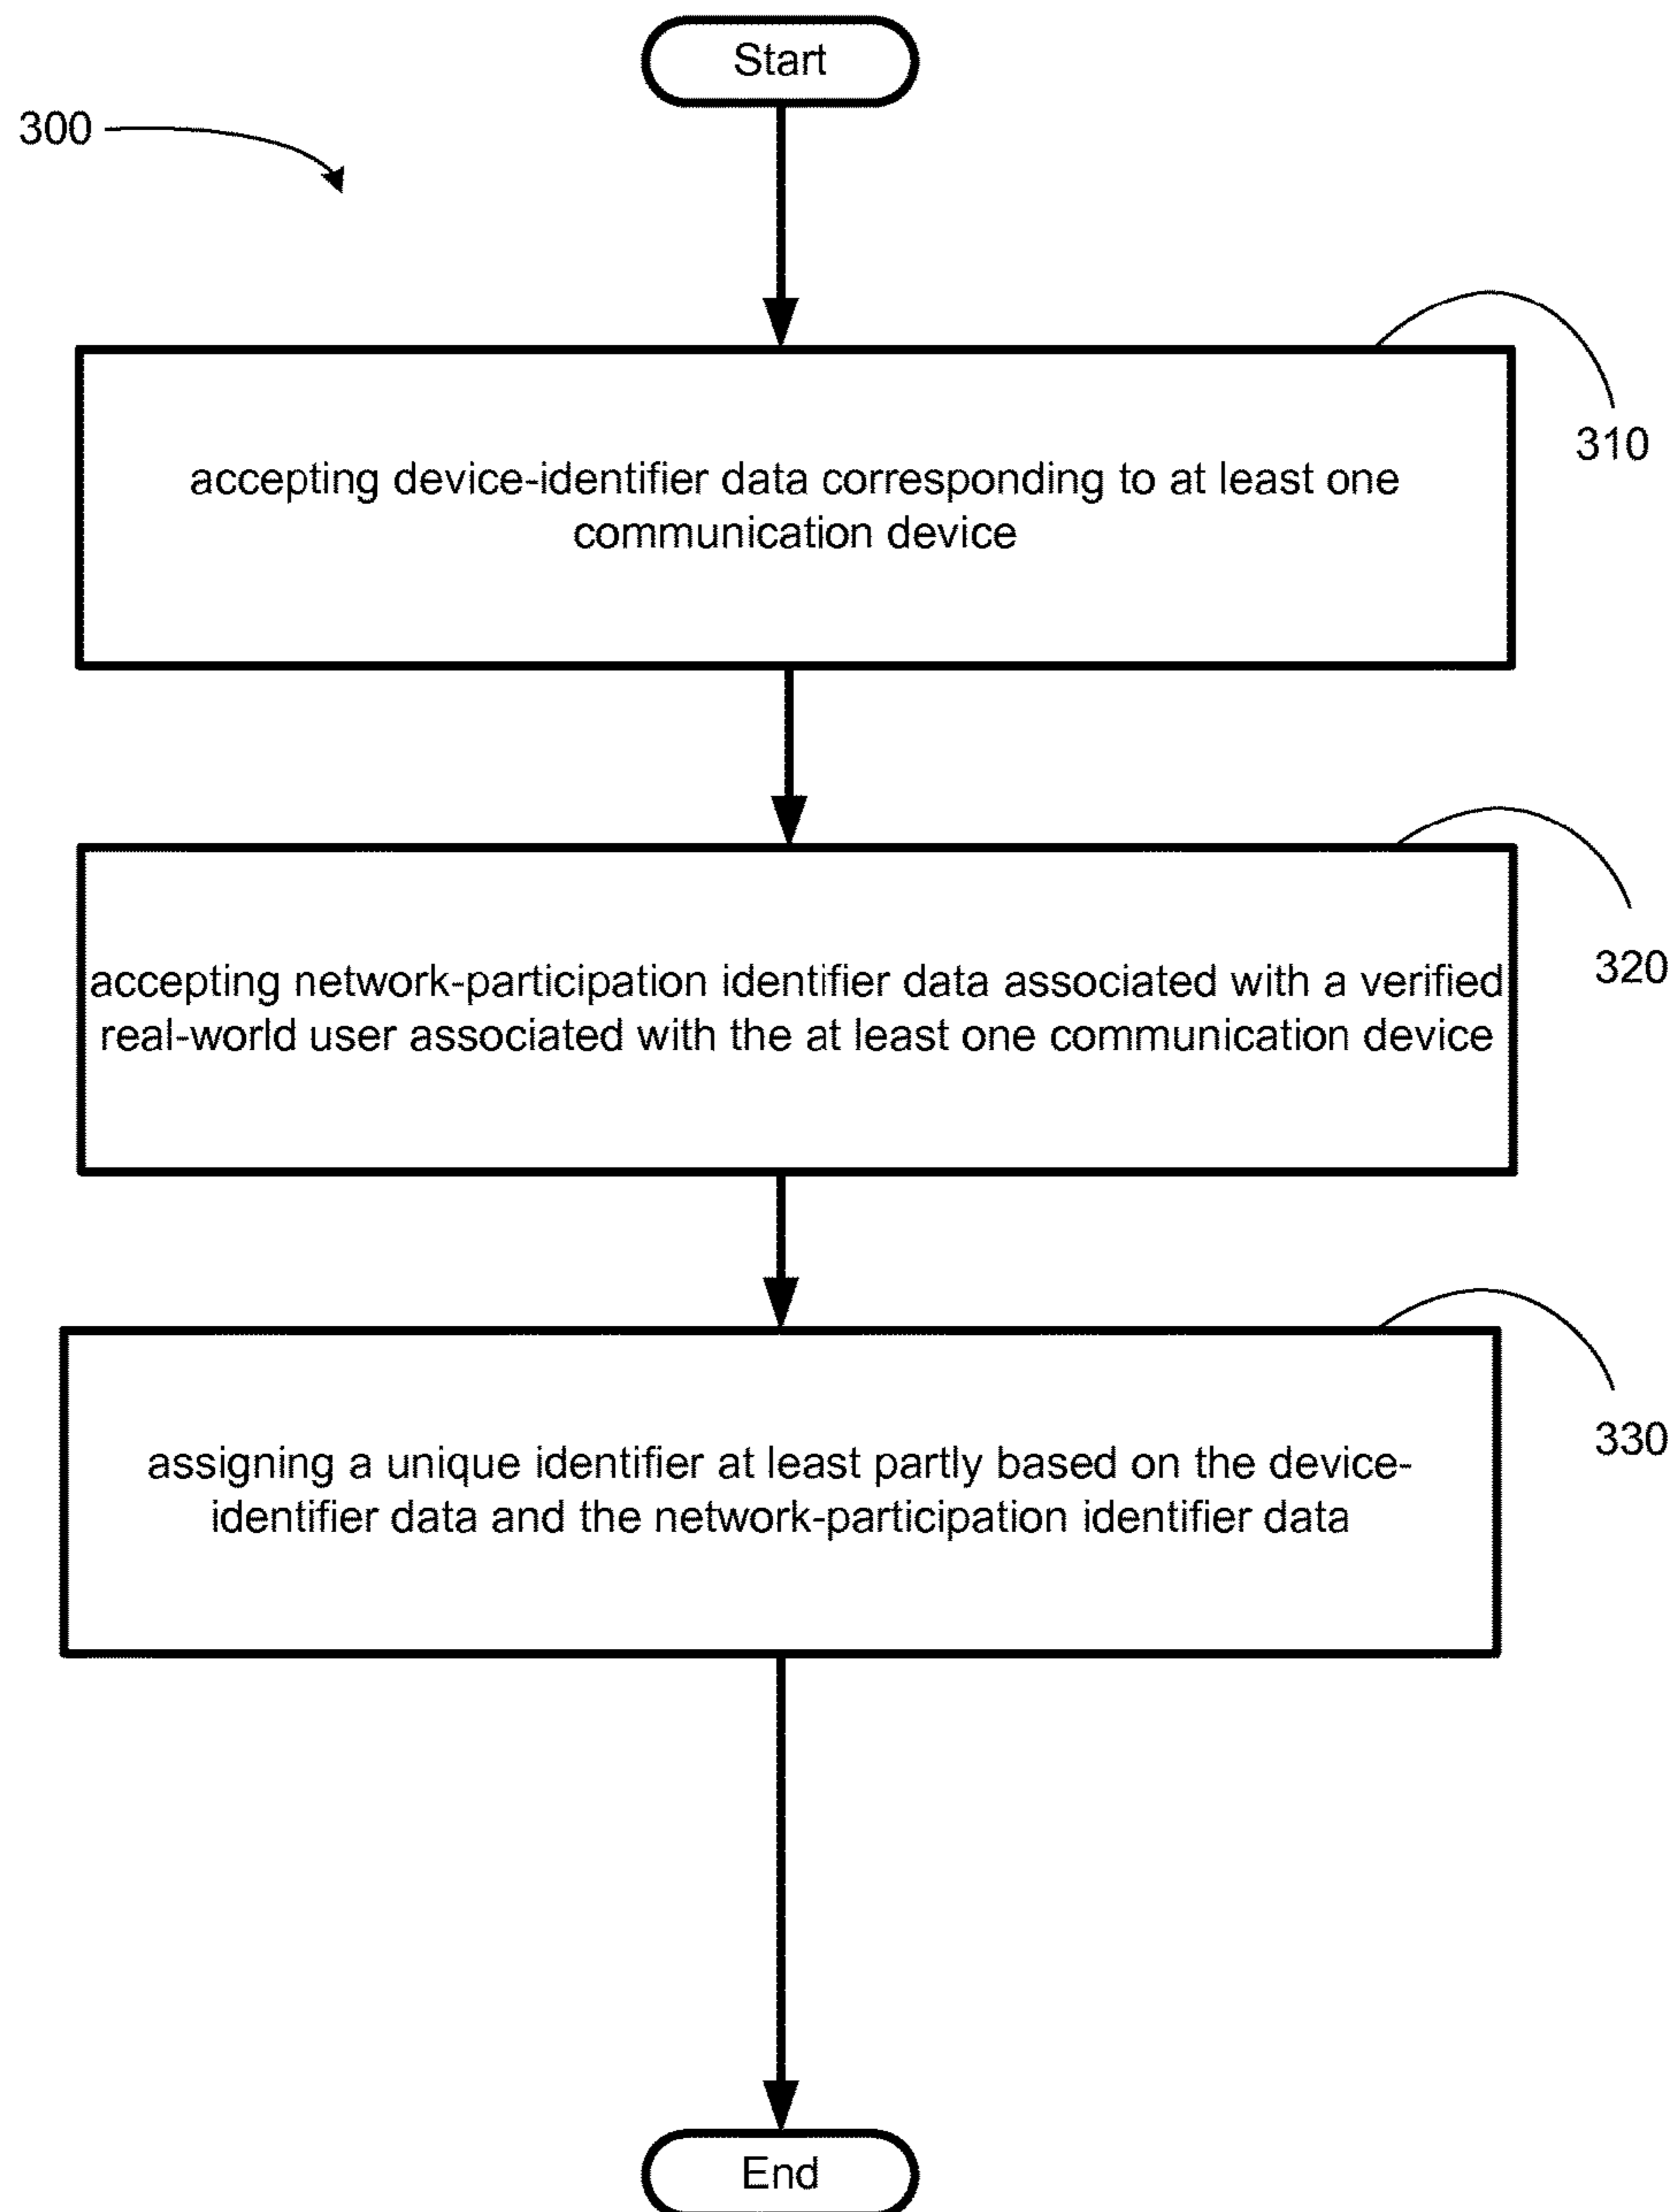 Start
300
310
accepting device-identifier data corresponding to at least one
communication device
320
accepting network-participation identifier data associated with a verified
real-world user associated with the at least one communication device
330
assigning a unique identifier at least partly based on the device-
identifier data and the network-participation identifier data
End